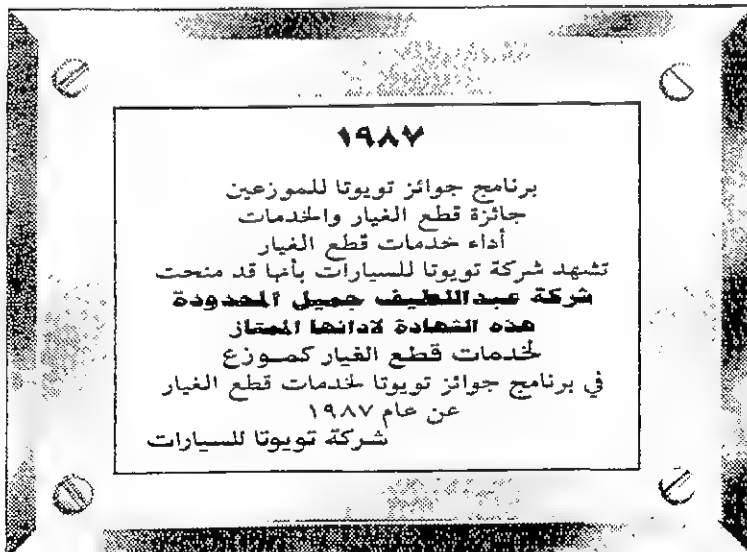 ١٩٨٧
برنامج جوائز تويوتا للموزعين
جائزة قطع الغيار والخدمات
أداء خدمات قطع الغيار
تشهد شركة تويوتا للسيارات بأنها قد منحت
شركة عبداللطيف جميل المحدودة
هذه الشهادة لادائها الممتاز
لخدمات قطع الغيار كموزع
في برنامج جوائز تويوتا لخدمات قطع الغيار
عن عام ١٩٨٧
شركة تويوتا للسيارات